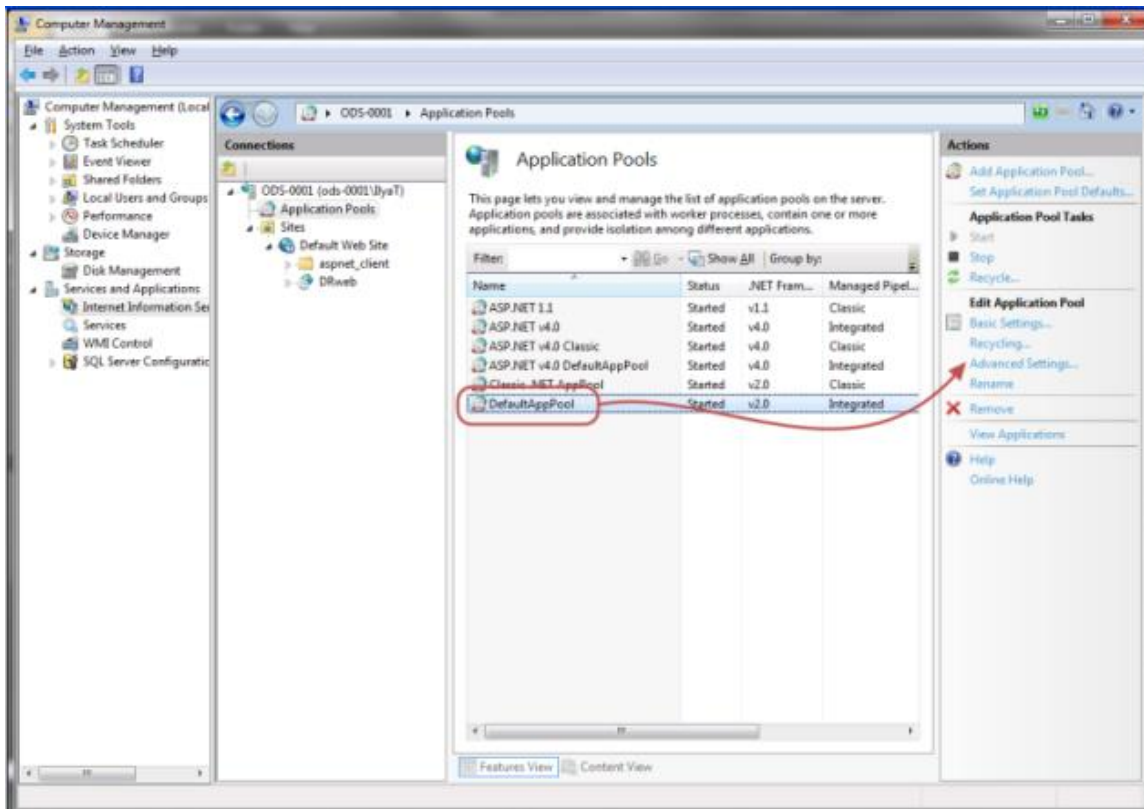 Computer Management
File Action View Help
Computer Management (Local
System Tools
Task Scheduler
Event Viewer
Shared Folders
Local Users and Groups
Performance
Device Manager
Storage
Disk Management
Services and Applications
Internet Information Ser
Services
WMI Control
SQL Server Configuratio
ODS-0001 Application Pools
Connections
ODS-0001 (ods-0001\IlyaT)
Application Pools
Sites
Default Web Site
aspnet_client
DRweb
Application Pools
This page lets you view and manage the list of application pools on the server.
Application pools are associated with worker processes, contain one or more
applications, and provide isolation among different applications.
Filter: Go Show All Group by:
Name Status .NET Fram... Managed Pipel...
ASP.NET 1.1 Started v1.1 Classic
ASP.NET v4.0 Started v4.0 Integrated
ASP.NET v4.0 Classic Started v4.0 Classic
ASP.NET v4.0 DefaultAppPool Started v4.0 Integrated
Classic .NET AppPool Started v2.0 Classic
DefaultAppPool Started v2.0 Integrated
Features View Content View
Actions
Add Application Pool...
Set Application Pool Defaults...
Application Pool Tasks
Start
Stop
Recycle...
Edit Application Pool
Basic Settings...
Recycling...
Advanced Settings...
Rename
Remove
View Applications
Help
Online Help